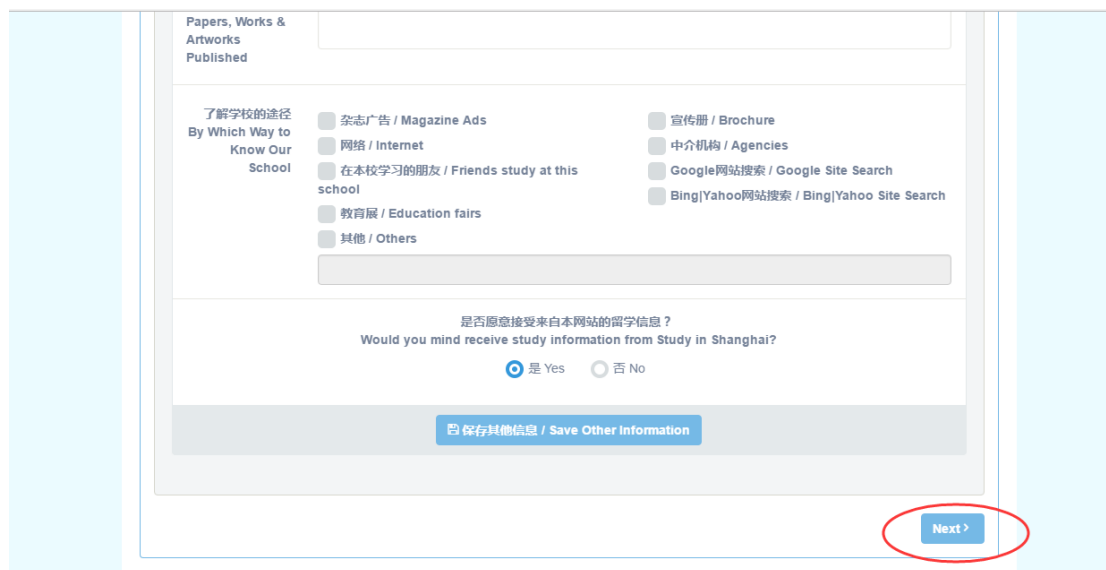 Papers, Works &
Artworks
Published
了解学校的途径
By Which Way to
Know Our
School
杂志广告 / Magazine Ads
网络 / Internet
在本校学习的朋友 / Friends study at this
school
教育展 / Education fairs
其他 / Others
宣传册 / Brochure
中介机构 / Agencies
Google网站搜索 / Google Site Search
Bing|Yahoo网站搜索 / Bing|Yahoo Site Search
是否愿意接受来自本网站的留学信息？
Would you mind receive study information from Study in Shanghai?
是 Yes
否 No
保存其他信息 / Save Other Information
Next